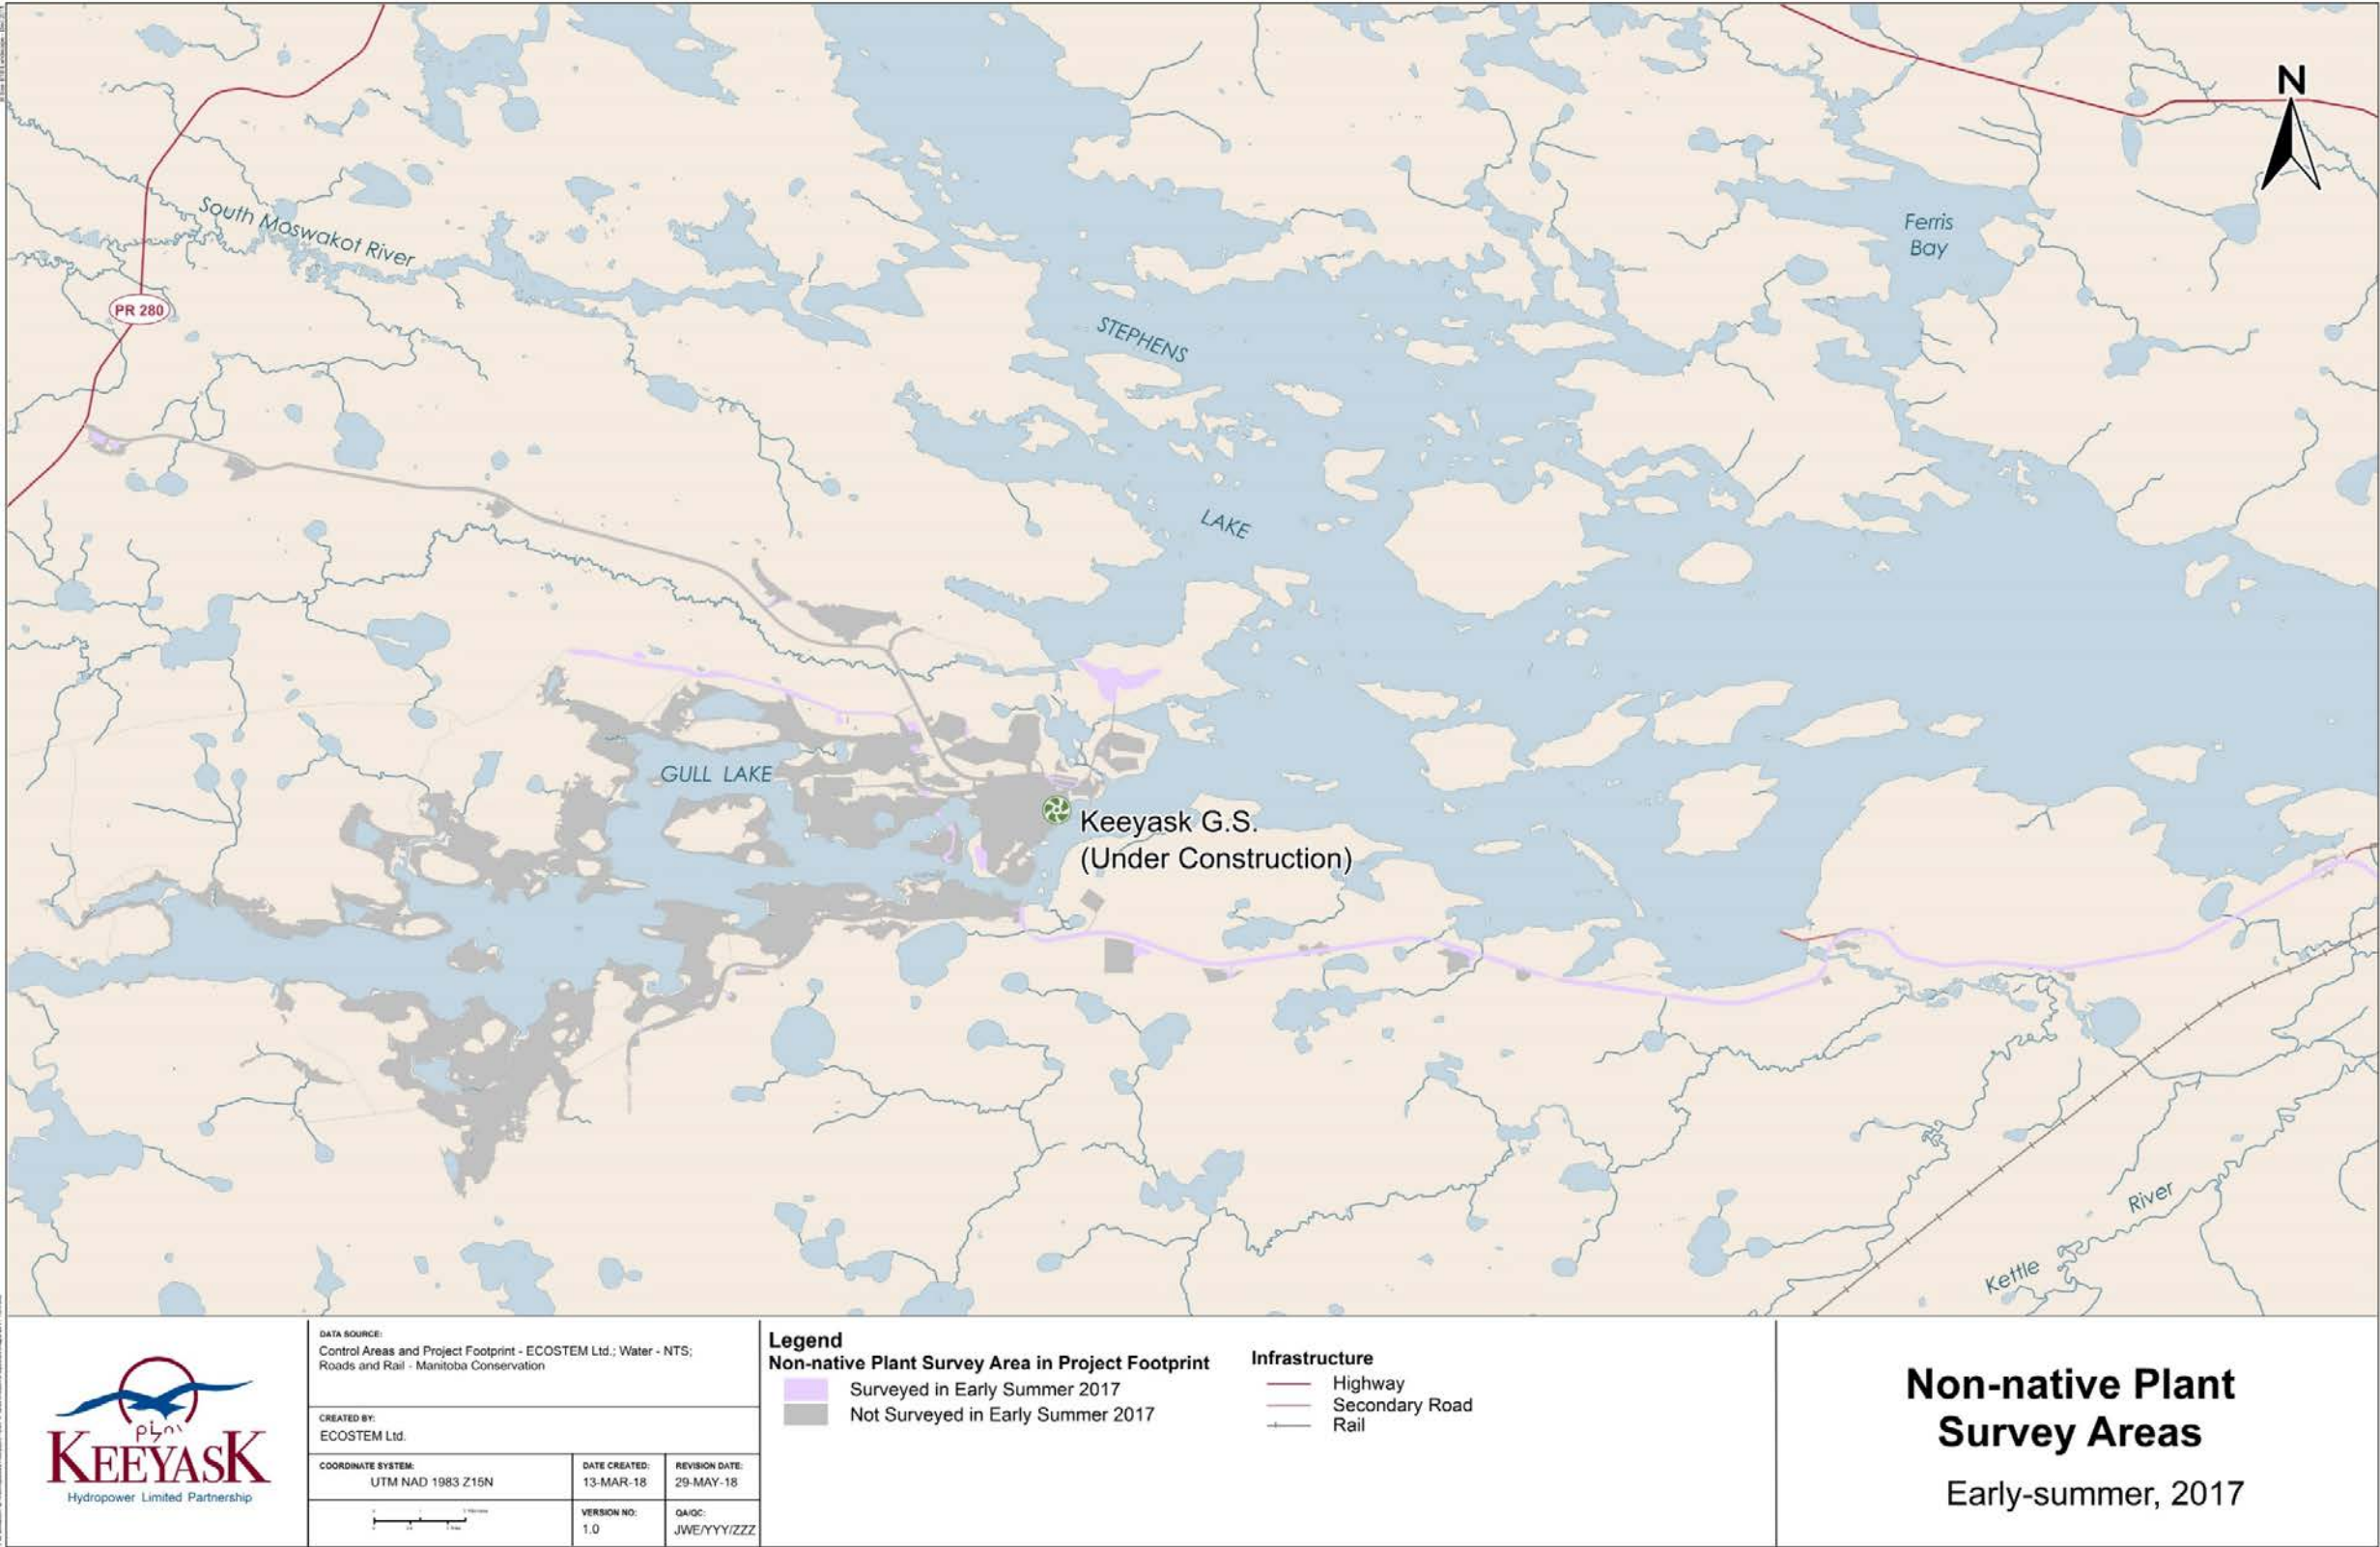 N
South Moswakot River
Ferris
Bay
PR 280
STEPHENS
LAKE
GULL LAKE
Keeyask G.S.
(Under Construction)
River
Kettle
ᑭᔭᐢᐠ
KEEYASK
Hydropower Limited Partnership
DATA SOURCE:
Control Areas and Project Footprint - ECOSTEM Ltd.; Water - NTS;
Roads and Rail - Manitoba Conservation
CREATED BY:
ECOSTEM Ltd.
COORDINATE SYSTEM:
UTM NAD 1983 Z15N
DATE CREATED:
13-MAR-18
REVISION DATE:
29-MAY-18
VERSION NO:
1.0
QA/QC:
JWE/YYY/ZZZ
Legend
Non-native Plant Survey Area in Project Footprint
Surveyed in Early Summer 2017
Not Surveyed in Early Summer 2017
Infrastructure
Highway
Secondary Road
Rail
Non-native Plant
Survey Areas
Early-summer, 2017